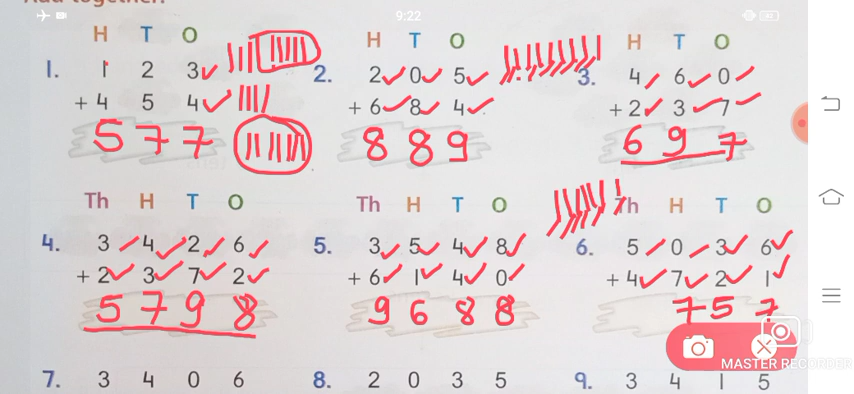 Add together.
9:22
H T O
1. 1 2 3
+ 4 5 4
5 7 7
H T O
2. 2 0 5
+ 6 8 4
8 8 9
H T O
3. 4 6 0
+ 2 3 7
6 9 7
Th H T O
4. 3 4 2 6
+ 2 3 7 2
5 7 9 8
Th H T O
5. 3 5 4 8
+ 6 1 4 0
9 6 8 8
Th H T O
6. 5 0 3 6
+ 4 7 2 1
7 5 7
7. 3 4 0 6
8. 2 0 3 5
9. 3 4 1 5
MASTER RECORDER